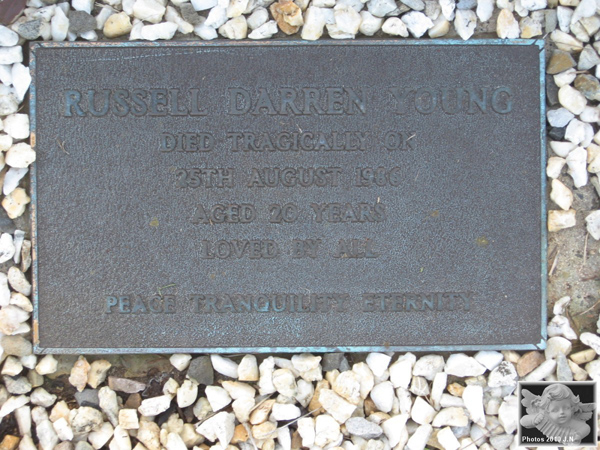 RUSSELL DARREN YOUNG
DIED TRAGICALLY ON
25TH AUGUST 1986
AGED 20 YEARS
LOVED BY ALL
PEACE TRANQUILITY ETERNITY
Photos 2010 J.N